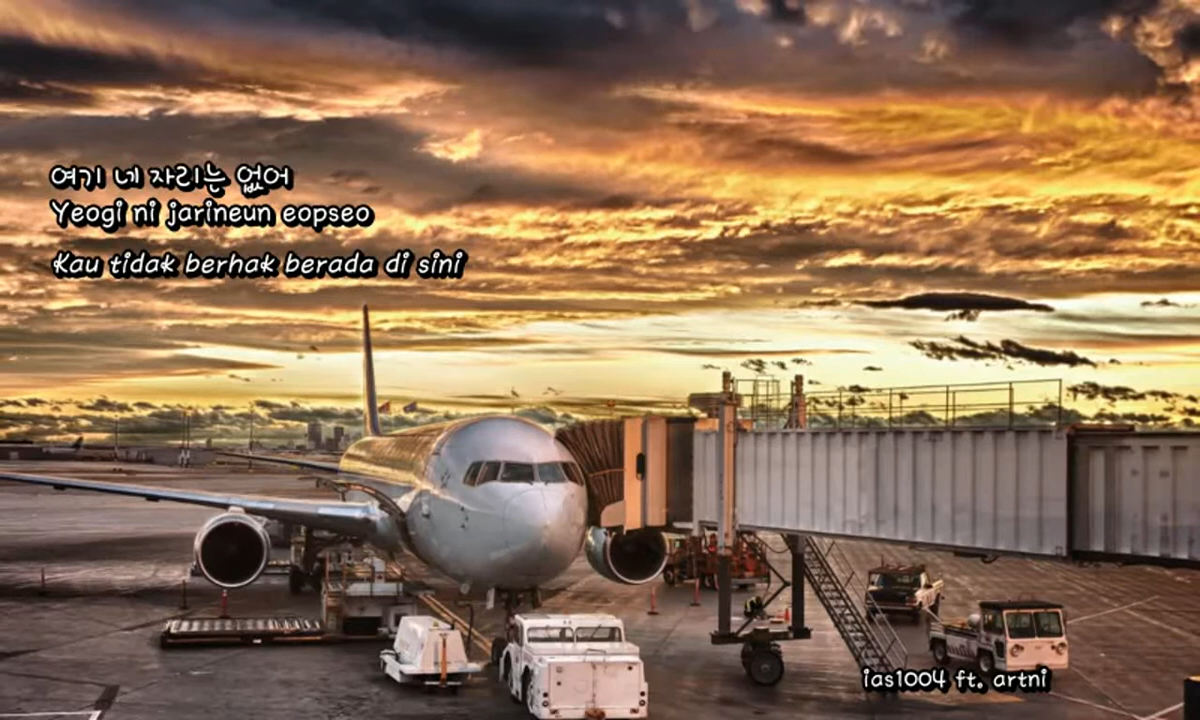 여기 네 자리는 없어
Yeogi ni jarineun eopseo
Kau tidak berhak berada di sini
ias1004 ft. artni